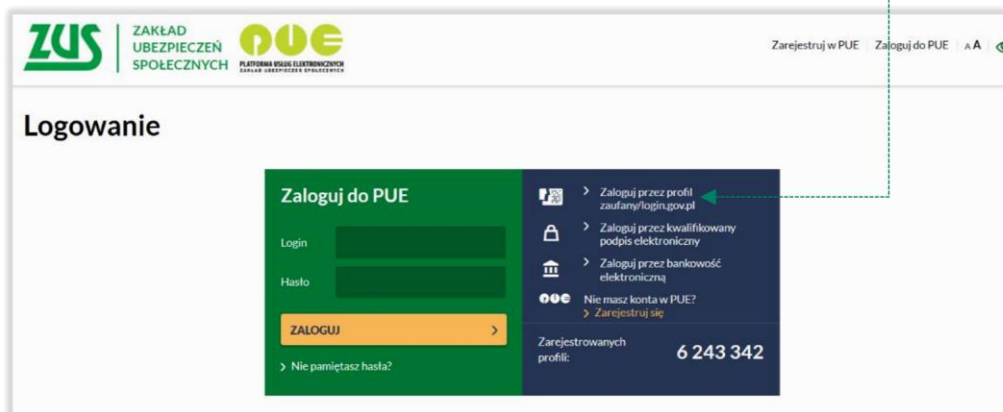 ZUS
ZAKŁAD
UBEZPIECZEŃ
SPOŁECZNYCH
PUE
PLATFORMA USŁUG ELEKTRONICZNYCH
ZAKŁAD UBEZPIECZEŃ SPOŁECZNYCH
Zarejestruj w PUE Zaloguj do PUE A A
Logowanie
Zaloguj do PUE
Login
Hasło
ZALOGUJ
Nie pamiętasz hasła?
Zaloguj przez profil
zaufany/login.gov.pl
Zaloguj przez kwalifikowany
podpis elektroniczny
Zaloguj przez bankowość
elektroniczną
PUE Nie masz konta w PUE?
Zarejestruj się
Zarejestrowanych
profili: 6 243 342